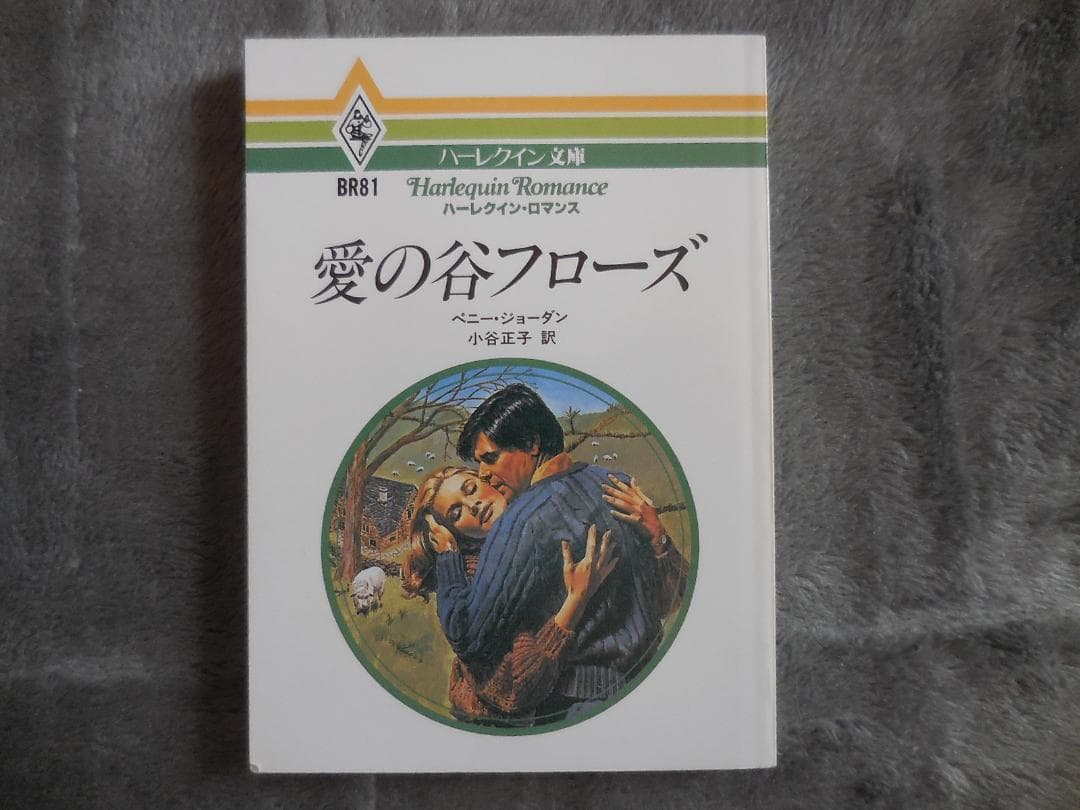 ハーレクイン文庫
BR81
Harlequin Romance
ハーレクイン・ロマンス
愛の谷フローズ
ペニー・ジョーダン
小谷正子 訳